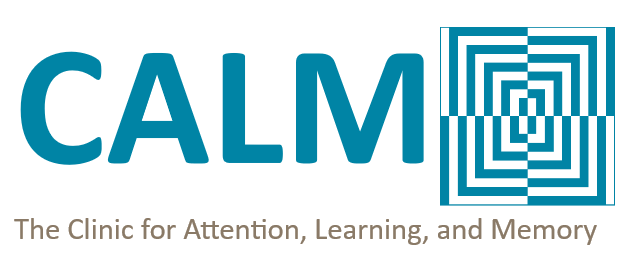 CALM
The Clinic for Attention, Learning, and Memory